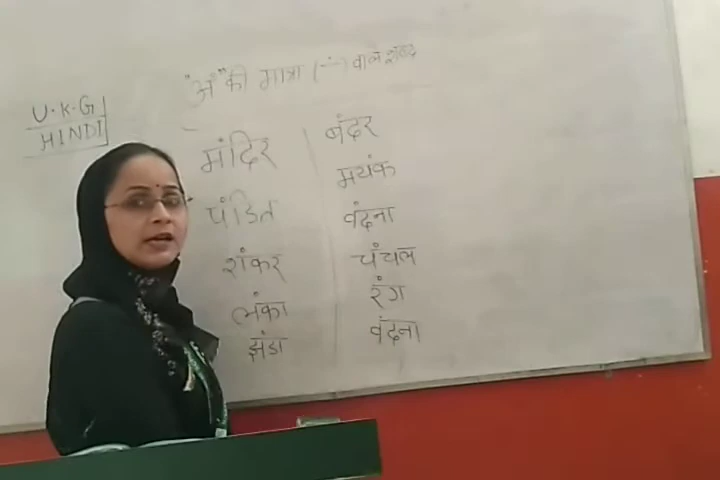 U.K.G
HINDI
"अं" की मात्रा (-ं) वाले शब्द
मंदिर
पंडित
शंकर
लंका
झंडा
बंदर
मयंक
वंदना
चंचल
रंग
वंदना